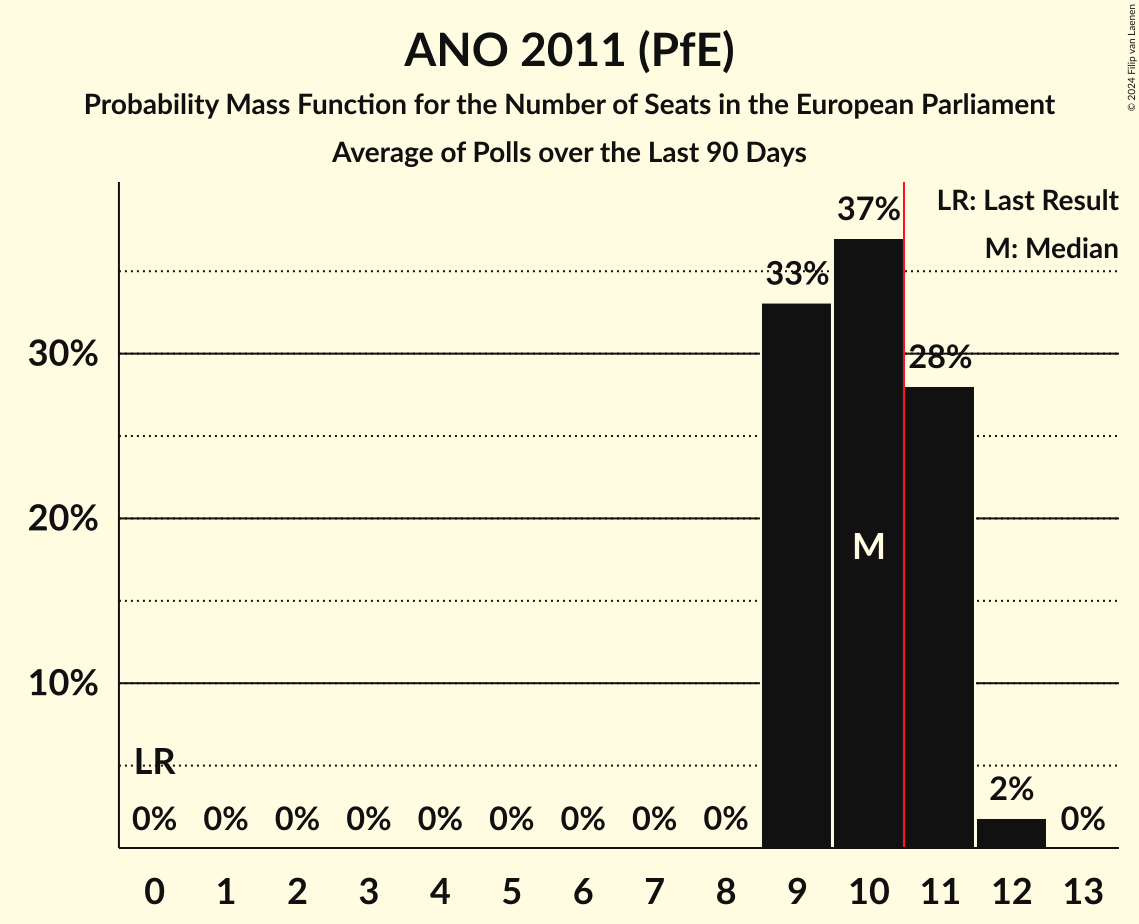 ANO 2011 (PfE)
Probability Mass Function for the Number of Seats in the European Parliament
Average of Polls over the Last 90 Days
© 2024 Filip van Laenen
LR: Last Result
M: Median
37%
33%
28%
30%
20%
M
10%
LR
2%
0% 0% 0% 0% 0% 0% 0% 0% 0% 0%
0 1 2 3 4 5 6 7 8 9 10 11 12 13